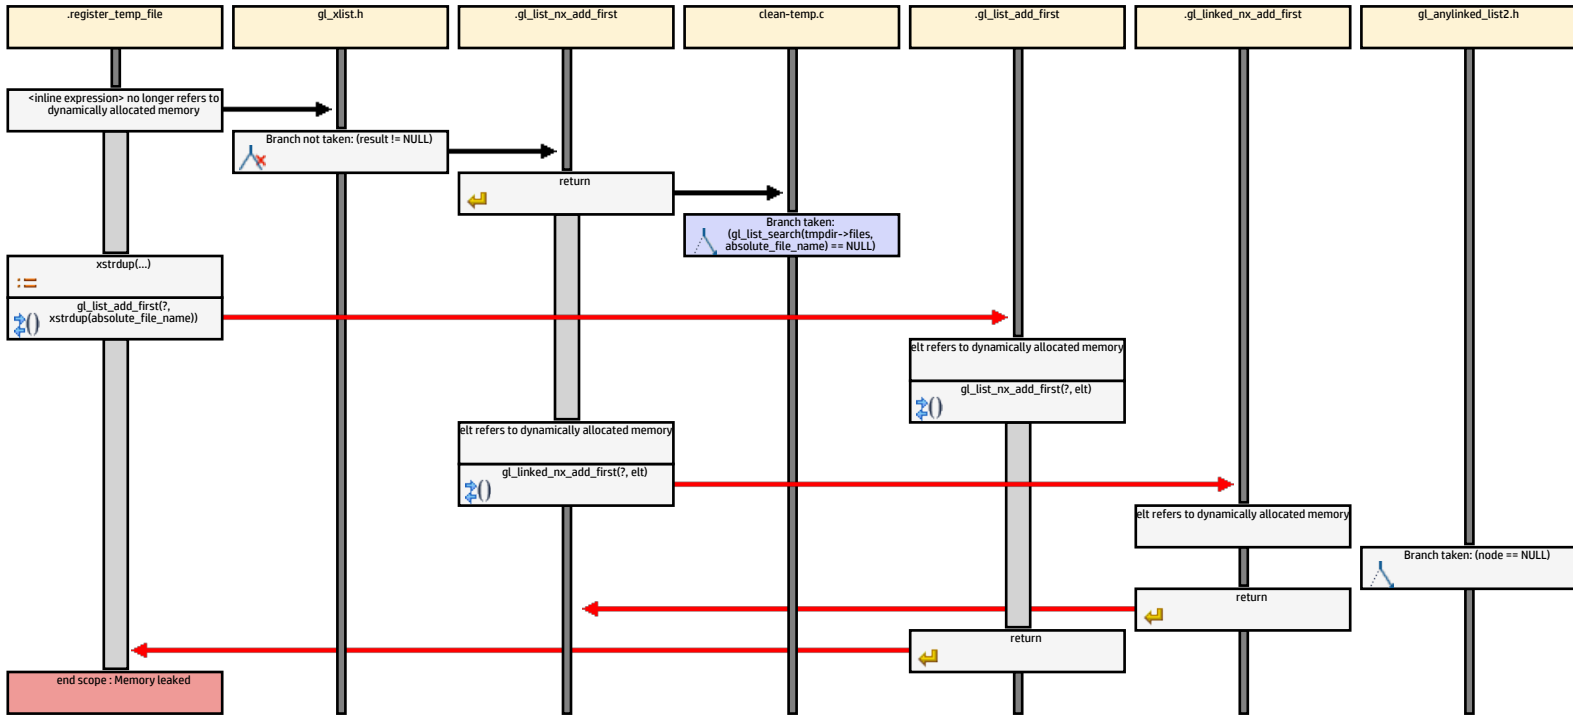 .register_temp_file
gl_xlist.h
.gl_list_nx_add_first
clean-temp.c
.gl_list_add_first
.gl_linked_nx_add_first
gl_anylinked_list2.h
<inline expression> no longer refers to
dynamically allocated memory
Branch not taken: (result != NULL)
return
Branch taken:
(gl_list_search(tmpdir->files,
absolute_file_name) == NULL)
xstrdup(...)
:=
gl_list_add_first(?,
xstrdup(absolute_file_name))
()
elt refers to dynamically allocated memory
gl_list_nx_add_first(?, elt)
()
elt refers to dynamically allocated memory
gl_linked_nx_add_first(?, elt)
()
elt refers to dynamically allocated memory
Branch taken: (node == NULL)
return
return
end scope : Memory leaked